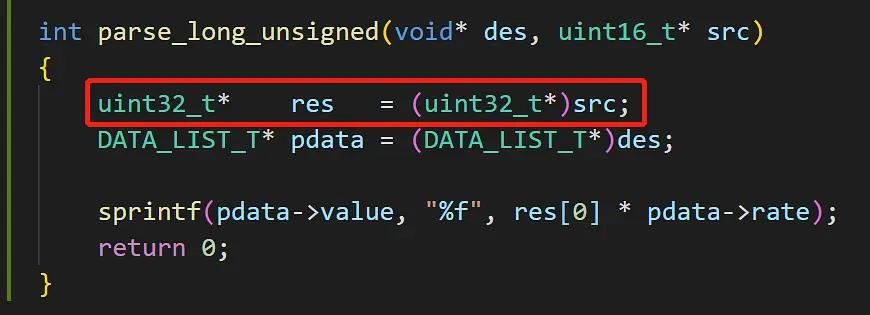 int parse_long_unsigned(void* des, uint16_t* src)
{
    uint32_t*    res   = (uint32_t*)src;
    DATA_LIST_T* pdata = (DATA_LIST_T*)des;

    sprintf(pdata->value, "%f", res[0] * pdata->rate);
    return 0;
}